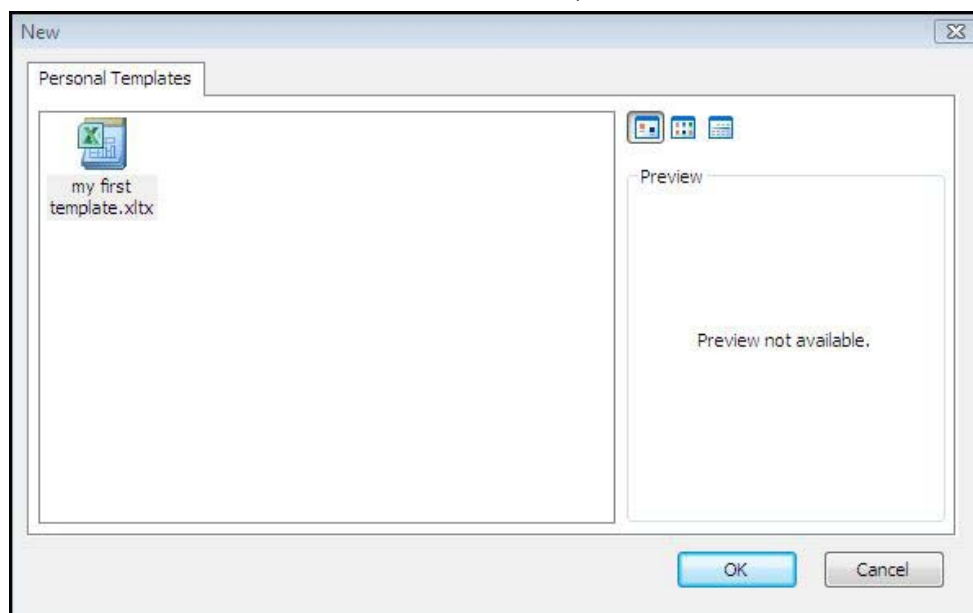 New
Personal Templates
my first
template.xltx
Preview
Preview not available.
OK
Cancel